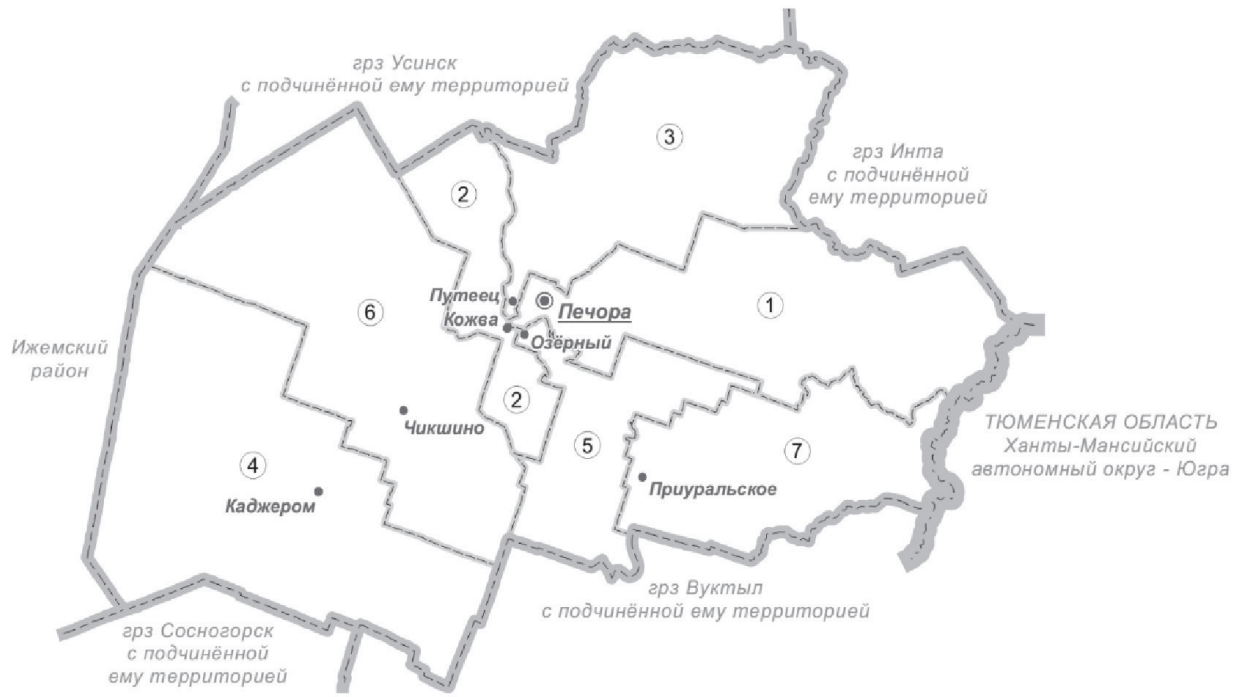 грз Усинск
с подчинённой ему территорией
3
грз Инта
с подчинённой
ему территорией
2
Путеец
Печора
Кожва
Озёрный
1
6
Ижемский
район
2
Чикшино
5
7
4
Приуральское
Каджером
ТЮМЕНСКАЯ ОБЛАСТЬ
Ханты-Мансийский
автономный округ - Югра
грз Вуктыл
с подчинённой ему территорией
грз Сосногорск
с подчинённой
ему территорией